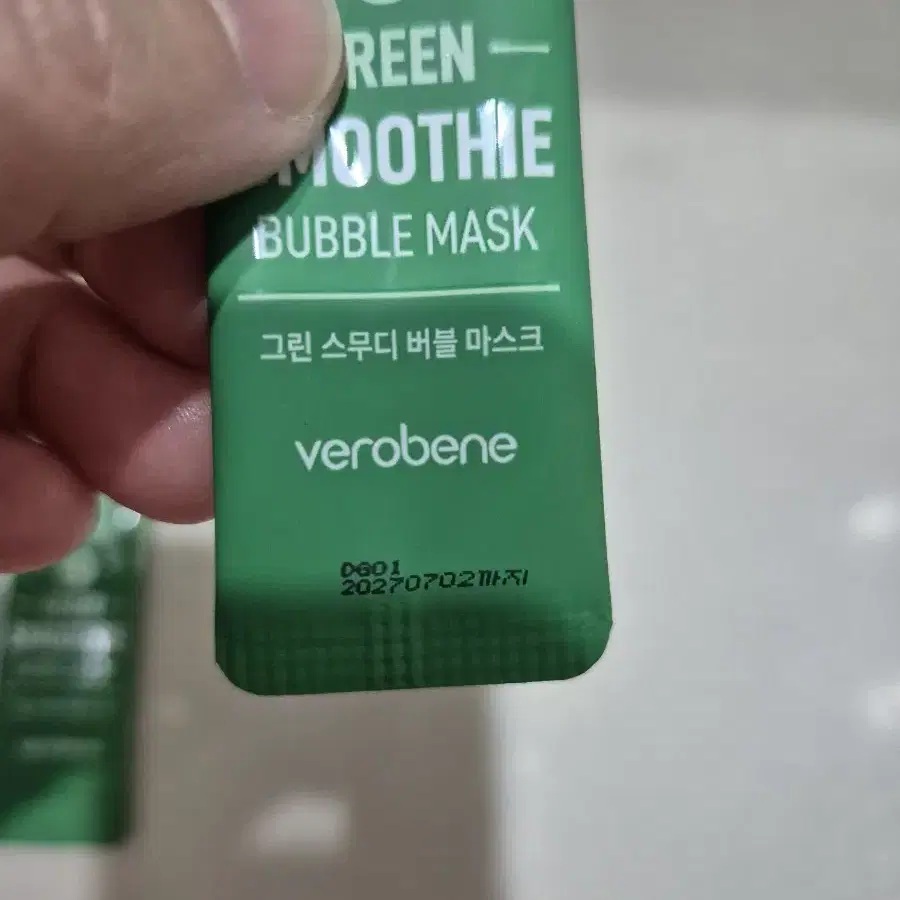 REEN
MOOTHIE
BUBBLE MASK
그린 스무디 버블 마스크
verobene
DG01
20270702까지